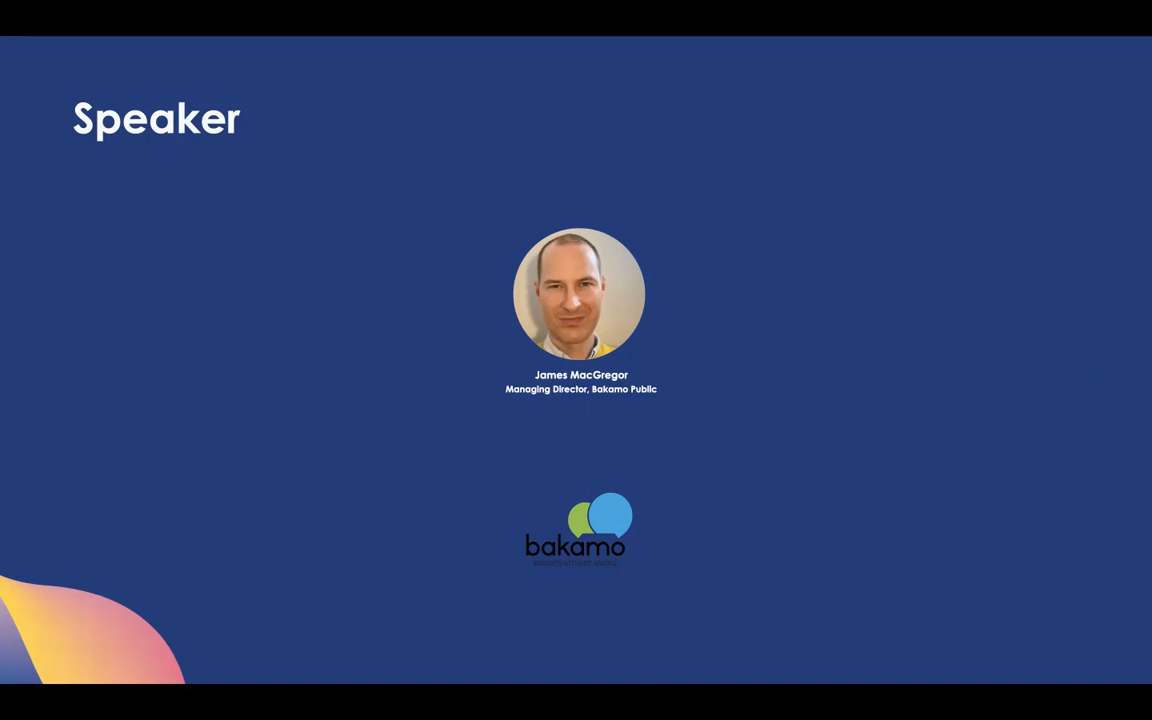 Speaker
James MacGregor
Managing Director, Bakamo Public
bakamo